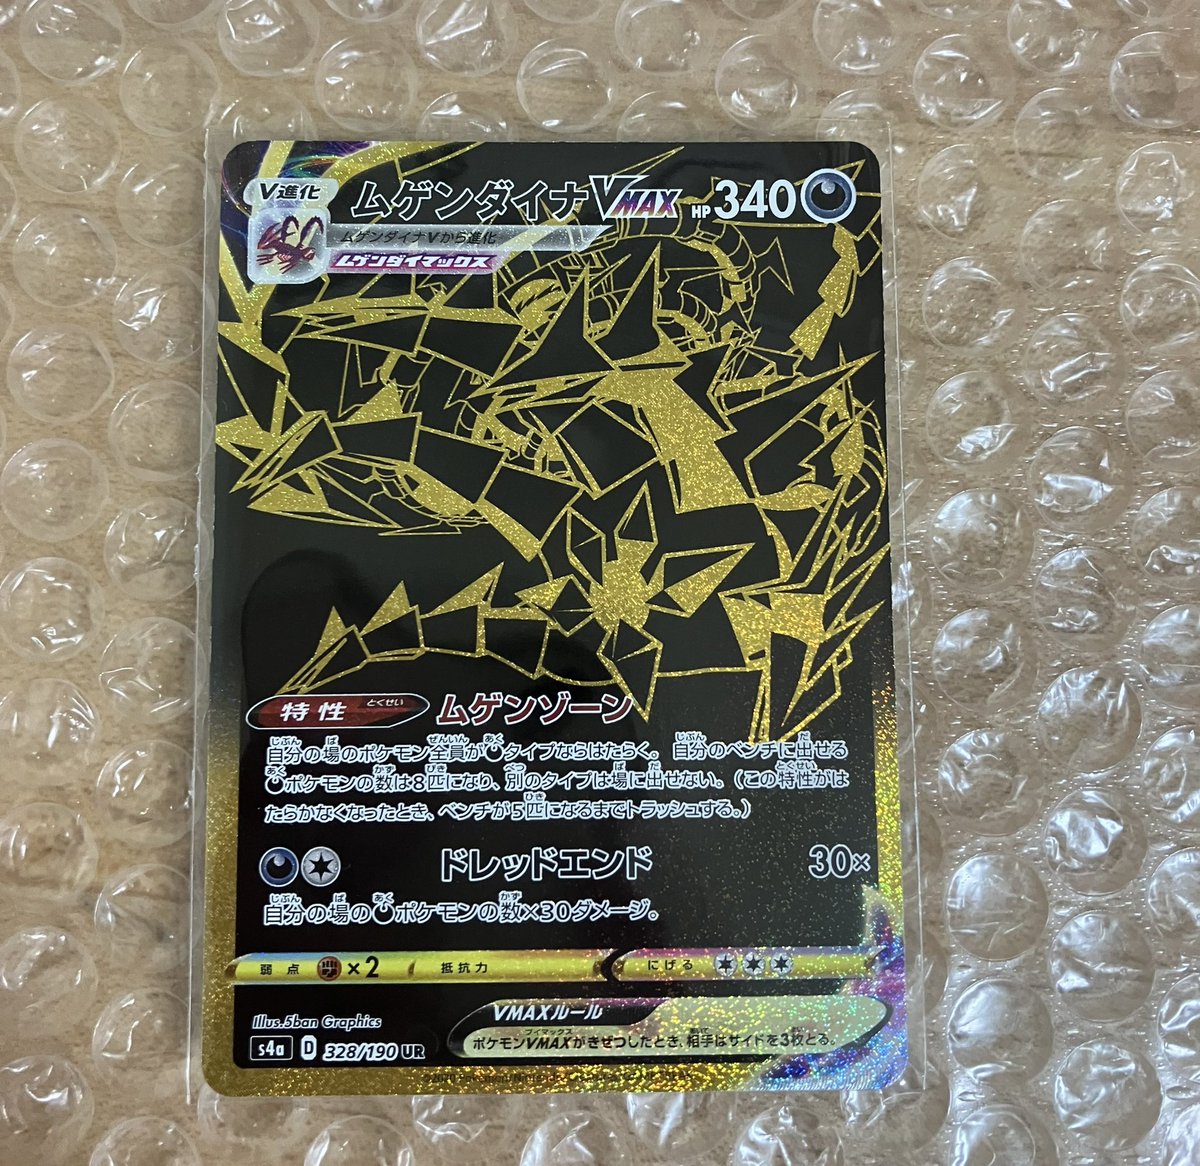 V進化
ムゲンダイナVMAX HP340
ムゲンダイナVから進化
ムゲンダイマックス
特性 とくせい ムゲンゾーン
自分の場のポケモン全員がタイプならはたらく。自分のベンチに出せる
ポケモンの数は8匹になり、別のタイプは場に出せない。(この特性がは
たらかなくなったとき、ベンチが5匹になるまでトラッシュする。)
ドレッドエンド 30×
自分の場のポケモンの数×30ダメージ。
弱点 ×2 抵抗力 にげる
Illus.5ban Graphics
VMAXルール
ポケモンVMAXがきぜつしたとき、相手はサイドを3枚とる。
s4a D 328/190 UR